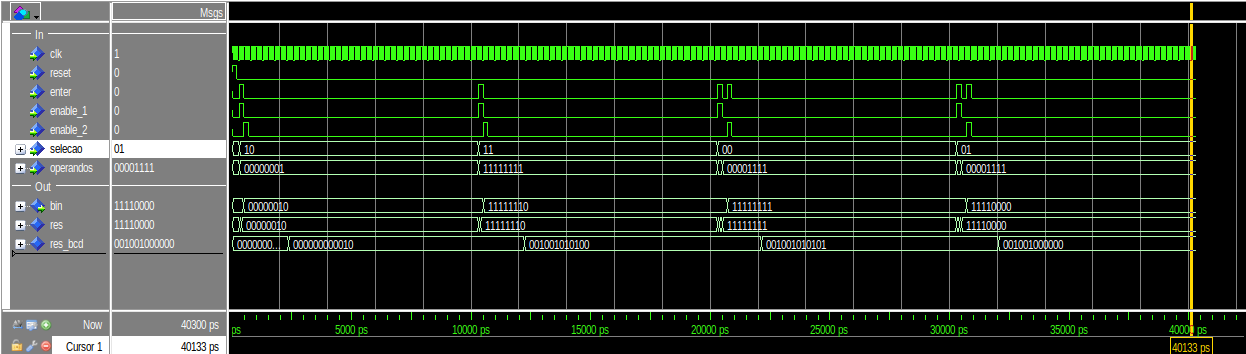 Msgs
In
clk 1
reset 0
enter 0
enable_1 0
enable_2 0
selecao 01 10 11 00 01
operandos 00001111 00000001 11111111 00001111 00001111
Out
bin 11110000 00000010 11111110 11111111 11110000
res 11110000 00000010 11111110 11111111 11110000
res_bcd 001001000000 0000000... 000000000010 001001010100 001001010101 001001000000
Now 40300 ps ps 5000 ps 10000 ps 15000 ps 20000 ps 25000 ps 30000 ps 35000 ps 40000 ps
Cursor 1 40133 ps 40133 ps